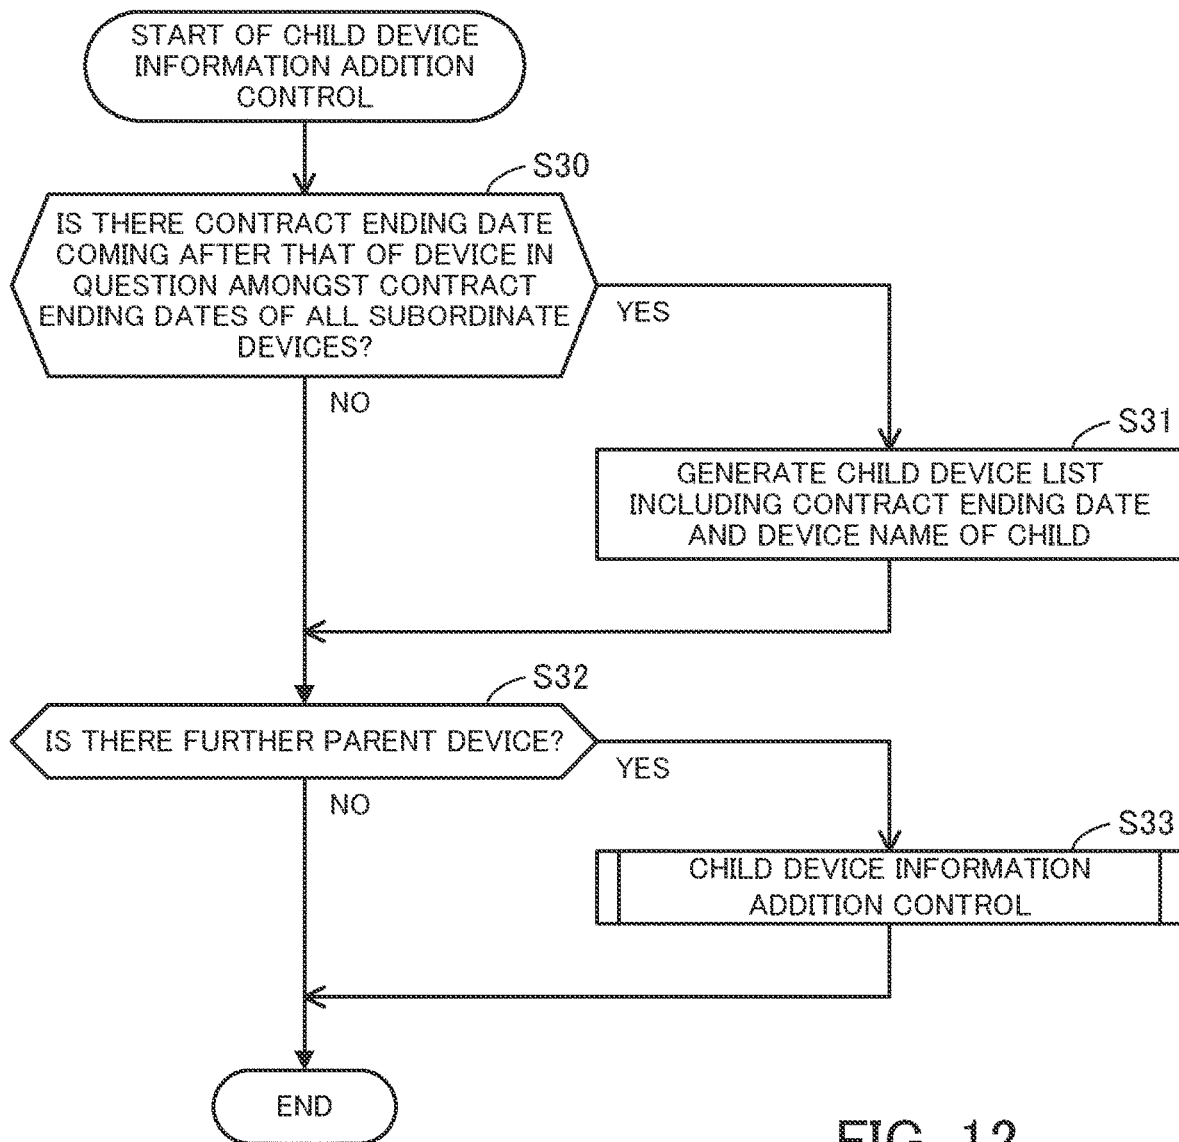 START OF CHILD DEVICE
INFORMATION ADDITION
CONTROL
S30
IS THERE CONTRACT ENDING DATE
COMING AFTER THAT OF DEVICE IN
QUESTION AMONGST CONTRACT
ENDING DATES OF ALL SUBORDINATE
DEVICES?
YES
NO
S31
GENERATE CHILD DEVICE LIST
INCLUDING CONTRACT ENDING DATE
AND DEVICE NAME OF CHILD
S32
IS THERE FURTHER PARENT DEVICE?
YES
NO
S33
CHILD DEVICE INFORMATION
ADDITION CONTROL
END
FIG. 12